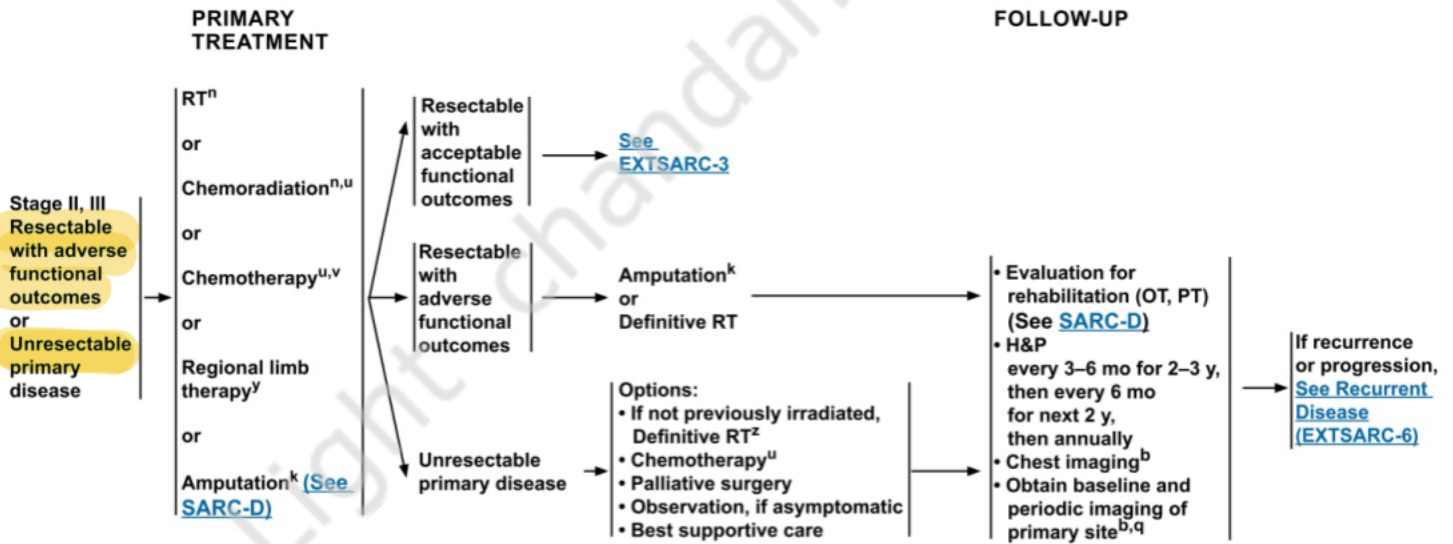 PRIMARY
TREATMENT
FOLLOW-UP
Stage II, III
Resectable
with adverse
functional
outcomes
or
Unresectable
primary
disease
RTⁿ
or
Chemoradiationⁿ,ᵘ
or
Chemotherapyᵘ,ᵛ
or
Regional limb
therapyʸ
or
Amputationᵏ (See
SARC-D)
Resectable
with
acceptable
functional
outcomes
See
EXTSARC-3
Resectable
with
adverse
functional
outcomes
Amputationᵏ
or
Definitive RT
Unresectable
primary disease
Options:
• If not previously irradiated,
Definitive RTᶻ
• Chemotherapyᵘ
• Palliative surgery
• Observation, if asymptomatic
• Best supportive care
• Evaluation for
rehabilitation (OT, PT)
(See SARC-D)
• H&P
every 3–6 mo for 2–3 y,
then every 6 mo
for next 2 y,
then annually
• Chest imagingᵇ
• Obtain baseline and
periodic imaging of
primary siteᵇ,q
If recurrence
or progression,
See Recurrent
Disease
(EXTSARC-6)
Light chandan